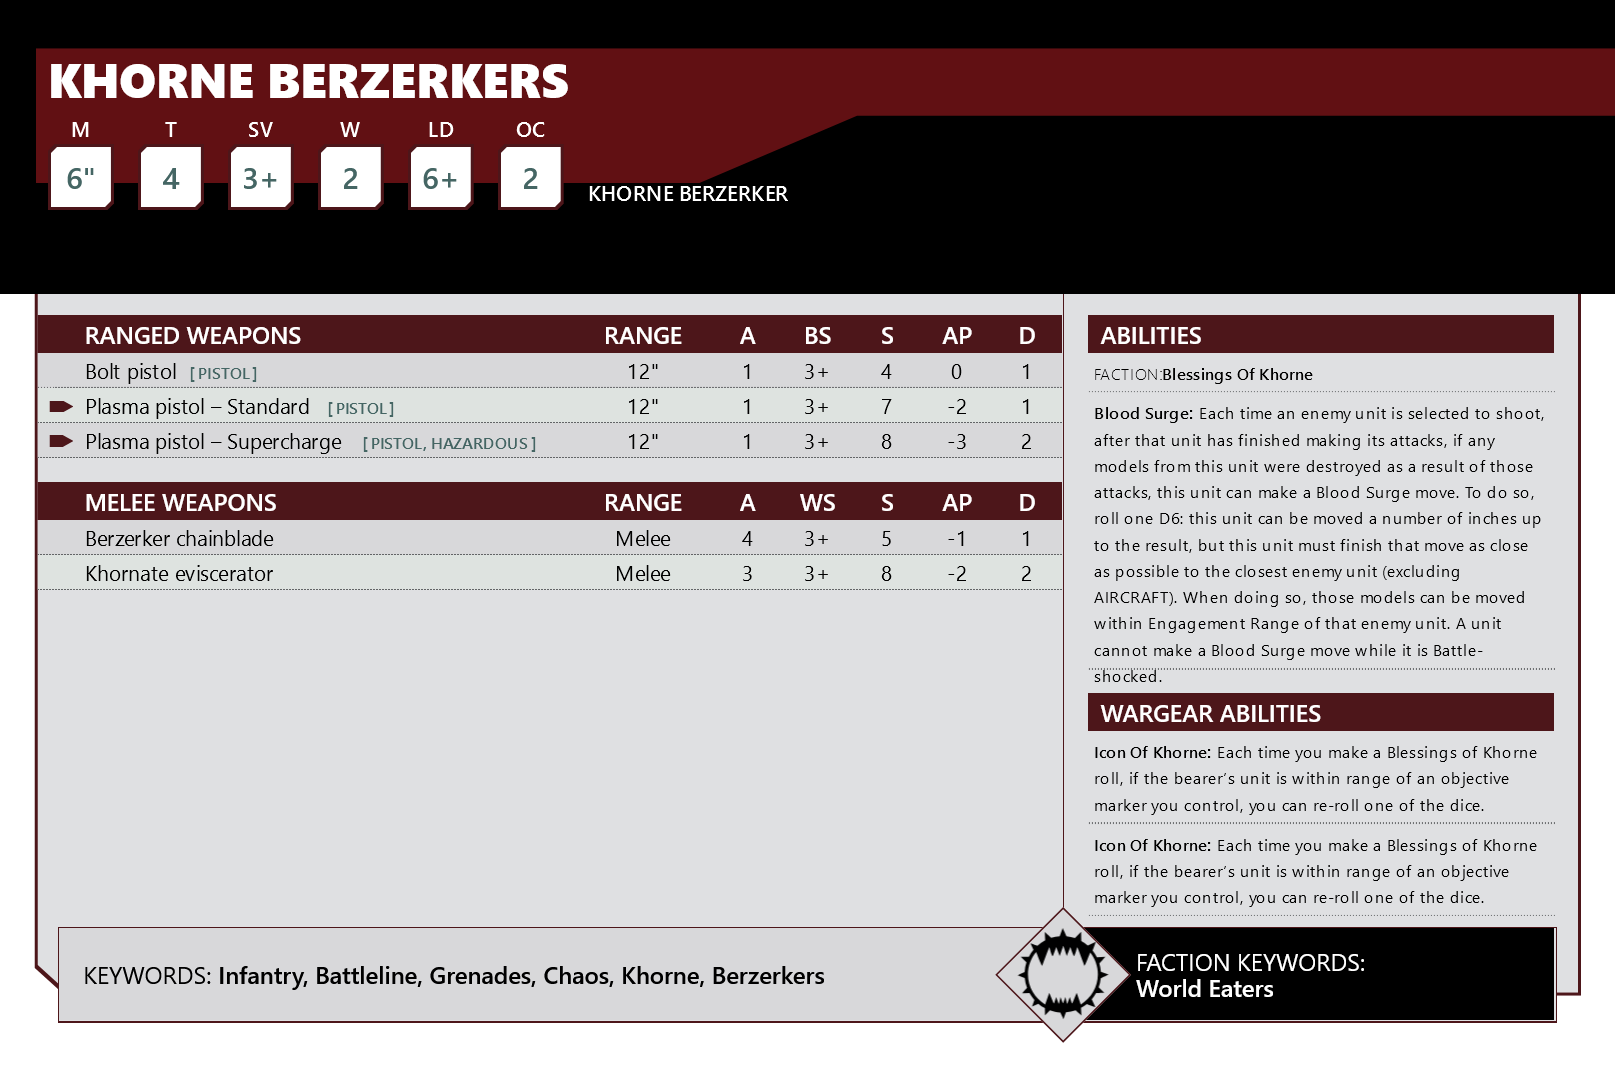 KHORNE BERZERKERS
M T SV W LD OC
6" 4 3+ 2 6+ 2
KHORNE BERZERKER
RANGED WEAPONS RANGE A BS S AP D
Bolt pistol [PISTOL] 12" 1 3+ 4 0 1
Plasma pistol – Standard [PISTOL] 12" 1 3+ 7 -2 1
Plasma pistol – Supercharge [PISTOL, HAZARDOUS] 12" 1 3+ 8 -3 2
MELEE WEAPONS RANGE A WS S AP D
Berzerker chainblade Melee 4 3+ 5 -1 1
Khornate eviscerator Melee 3 3+ 8 -2 2
ABILITIES
FACTION:Blessings Of Khorne
Blood Surge: Each time an enemy unit is selected to shoot,
after that unit has finished making its attacks, if any
models from this unit were destroyed as a result of those
attacks, this unit can make a Blood Surge move. To do so,
roll one D6: this unit can be moved a number of inches up
to the result, but this unit must finish that move as close
as possible to the closest enemy unit (excluding
AIRCRAFT). When doing so, those models can be moved
within Engagement Range of that enemy unit. A unit
cannot make a Blood Surge move while it is Battle-
shocked.
WARGEAR ABILITIES
Icon Of Khorne: Each time you make a Blessings of Khorne
roll, if the bearer’s unit is within range of an objective
marker you control, you can re-roll one of the dice.
Icon Of Khorne: Each time you make a Blessings of Khorne
roll, if the bearer’s unit is within range of an objective
marker you control, you can re-roll one of the dice.
KEYWORDS: Infantry, Battleline, Grenades, Chaos, Khorne, Berzerkers
FACTION KEYWORDS:
World Eaters